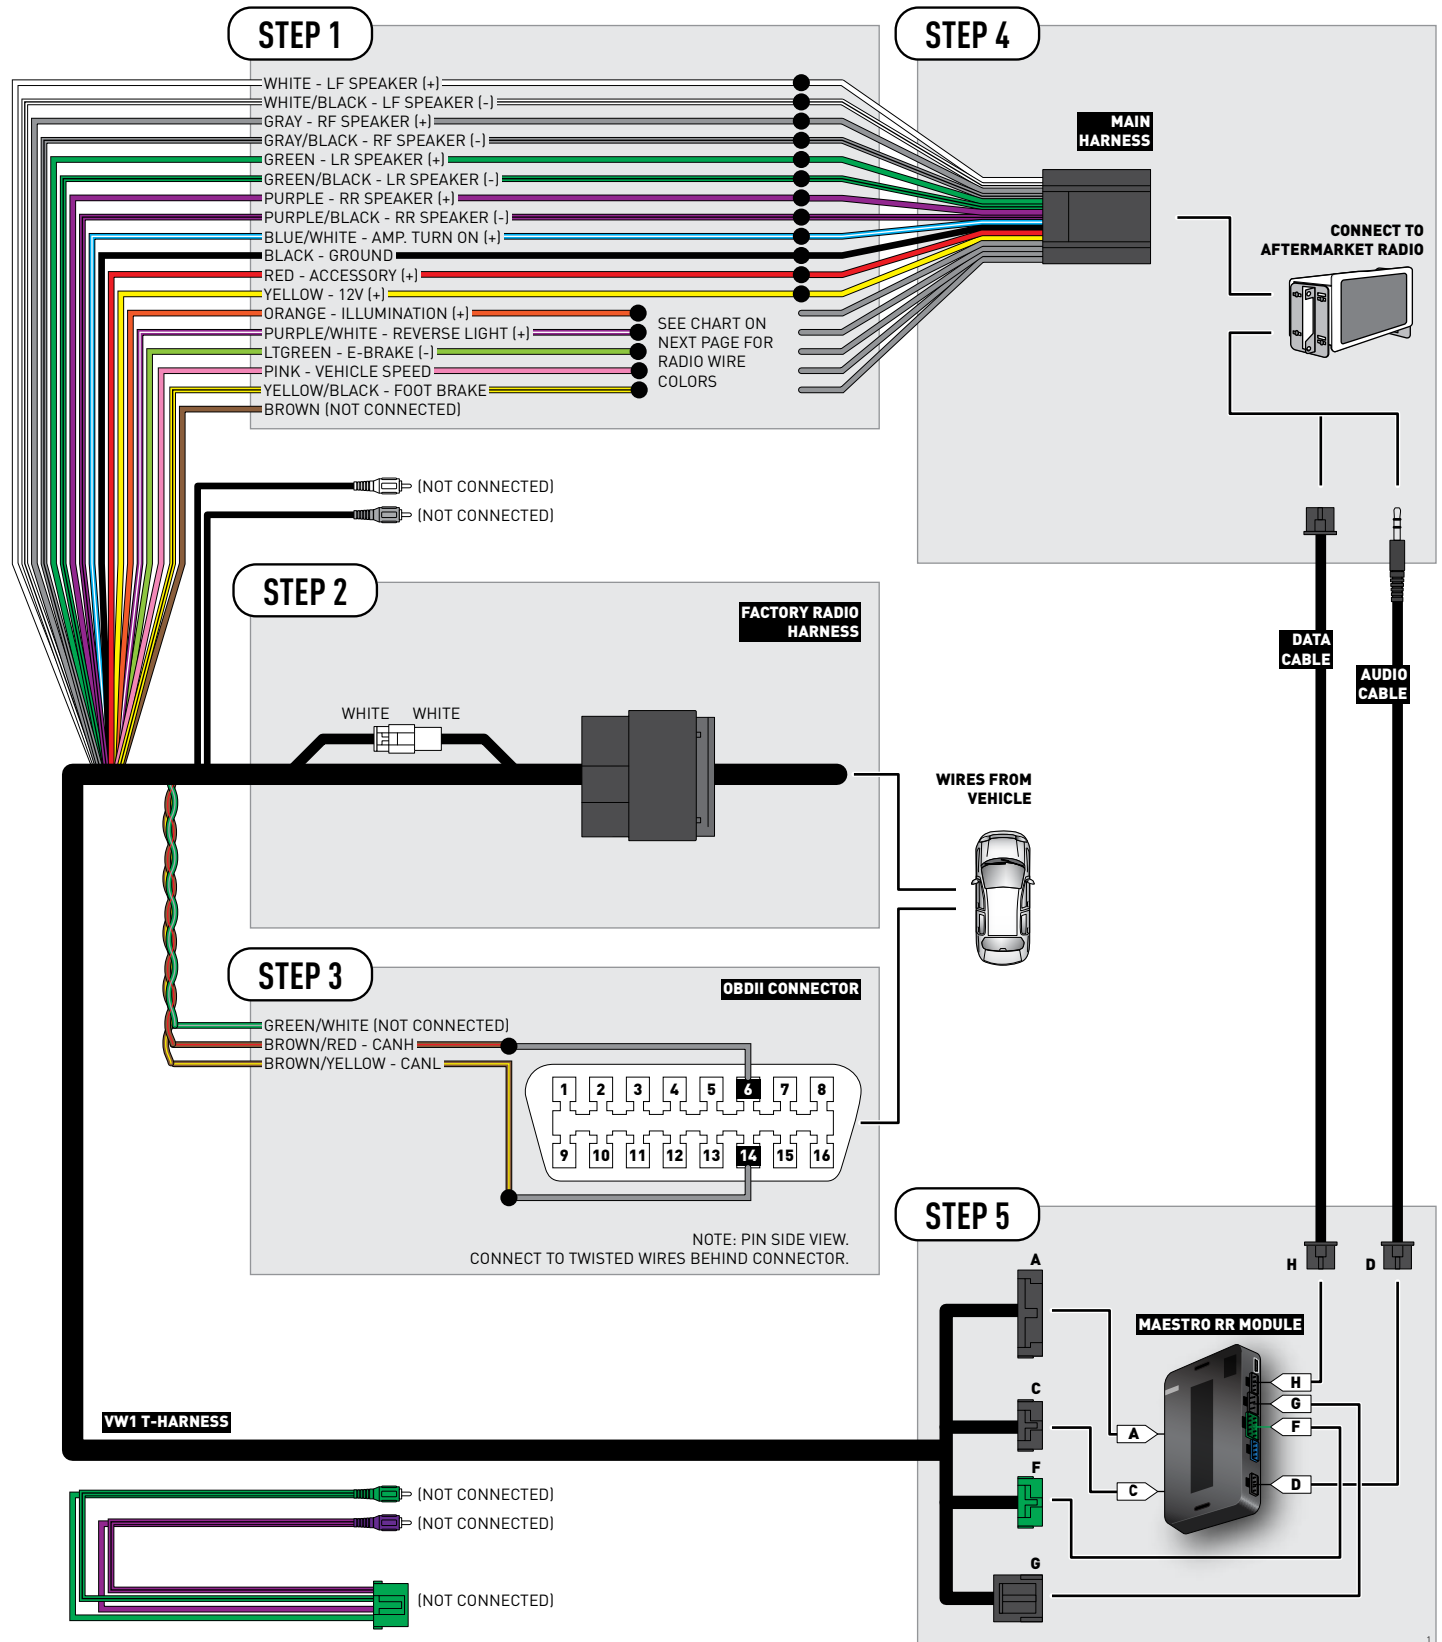 STEP 1
WHITE - LF SPEAKER (+)
WHITE/BLACK - LF SPEAKER (-)
GRAY - RF SPEAKER (+)
GRAY/BLACK - RF SPEAKER (-)
GREEN - LR SPEAKER (+)
GREEN/BLACK - LR SPEAKER (-)
PURPLE - RR SPEAKER (+)
PURPLE/BLACK - RR SPEAKER (-)
BLUE/WHITE - AMP. TURN ON (+)
BLACK - GROUND
RED - ACCESSORY (+)
YELLOW - 12V (+)
ORANGE - ILLUMINATION (+)
PURPLE/WHITE - REVERSE LIGHT (+)
LTGREEN - E-BRAKE (-)
PINK - VEHICLE SPEED
YELLOW/BLACK - FOOT BRAKE
BROWN (NOT CONNECTED)
SEE CHART ON
NEXT PAGE FOR
RADIO WIRE
COLORS
(NOT CONNECTED)
(NOT CONNECTED)
STEP 4
MAIN
HARNESS
CONNECT TO
AFTERMARKET RADIO
DATA
CABLE
AUDIO
CABLE
STEP 2
FACTORY RADIO
HARNESS
WHITE
WHITE
WIRES FROM
VEHICLE
STEP 3
OBDII CONNECTOR
GREEN/WHITE (NOT CONNECTED)
BROWN/RED - CANH
BROWN/YELLOW - CANL
1 2 3 4 5 6 7 8
9 10 11 12 13 14 15 16
NOTE: PIN SIDE VIEW.
CONNECT TO TWISTED WIRES BEHIND CONNECTOR.
STEP 5
H
D
A
C
F
G
MAESTRO RR MODULE
H
G
F
D
A
C
VW1 T-HARNESS
(NOT CONNECTED)
(NOT CONNECTED)
(NOT CONNECTED)
1